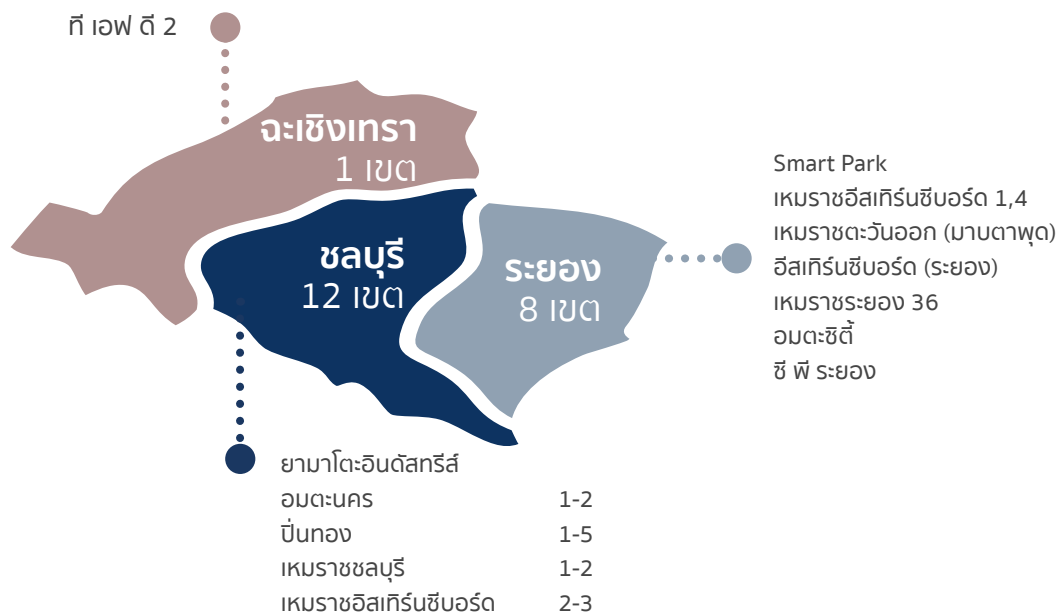 ที เอฟ ดี 2
ฉะเชิงเทรา
1 เขต
ชลบุรี
12 เขต
ระยอง
8 เขต
Smart Park
เหมราชอีสเทิร์นซีบอร์ด 1,4
เหมราชตะวันออก (มาบตาพุด)
อีสเทิร์นซีบอร์ด (ระยอง)
เหมราชระยอง 36
อมตะซิตี้
ซี พี ระยอง
ยามาโตะอินดัสทรีส์
อมตะนคร 1-2
ปิ่นทอง 1-5
เหมราชชลบุรี 1-2
เหมราชอิสเทิร์นซีบอร์ด 2-3